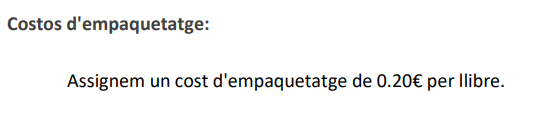 Costos d'empaquetatge:
Assignem un cost d'empaquetatge de 0.20€ per llibre.